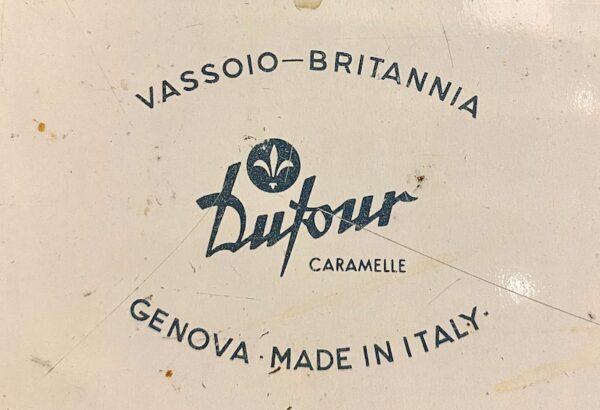 VASSOIO—BRITANNIA
Dufour
CARAMELLE
GENOVA · MADE IN ITALY ·